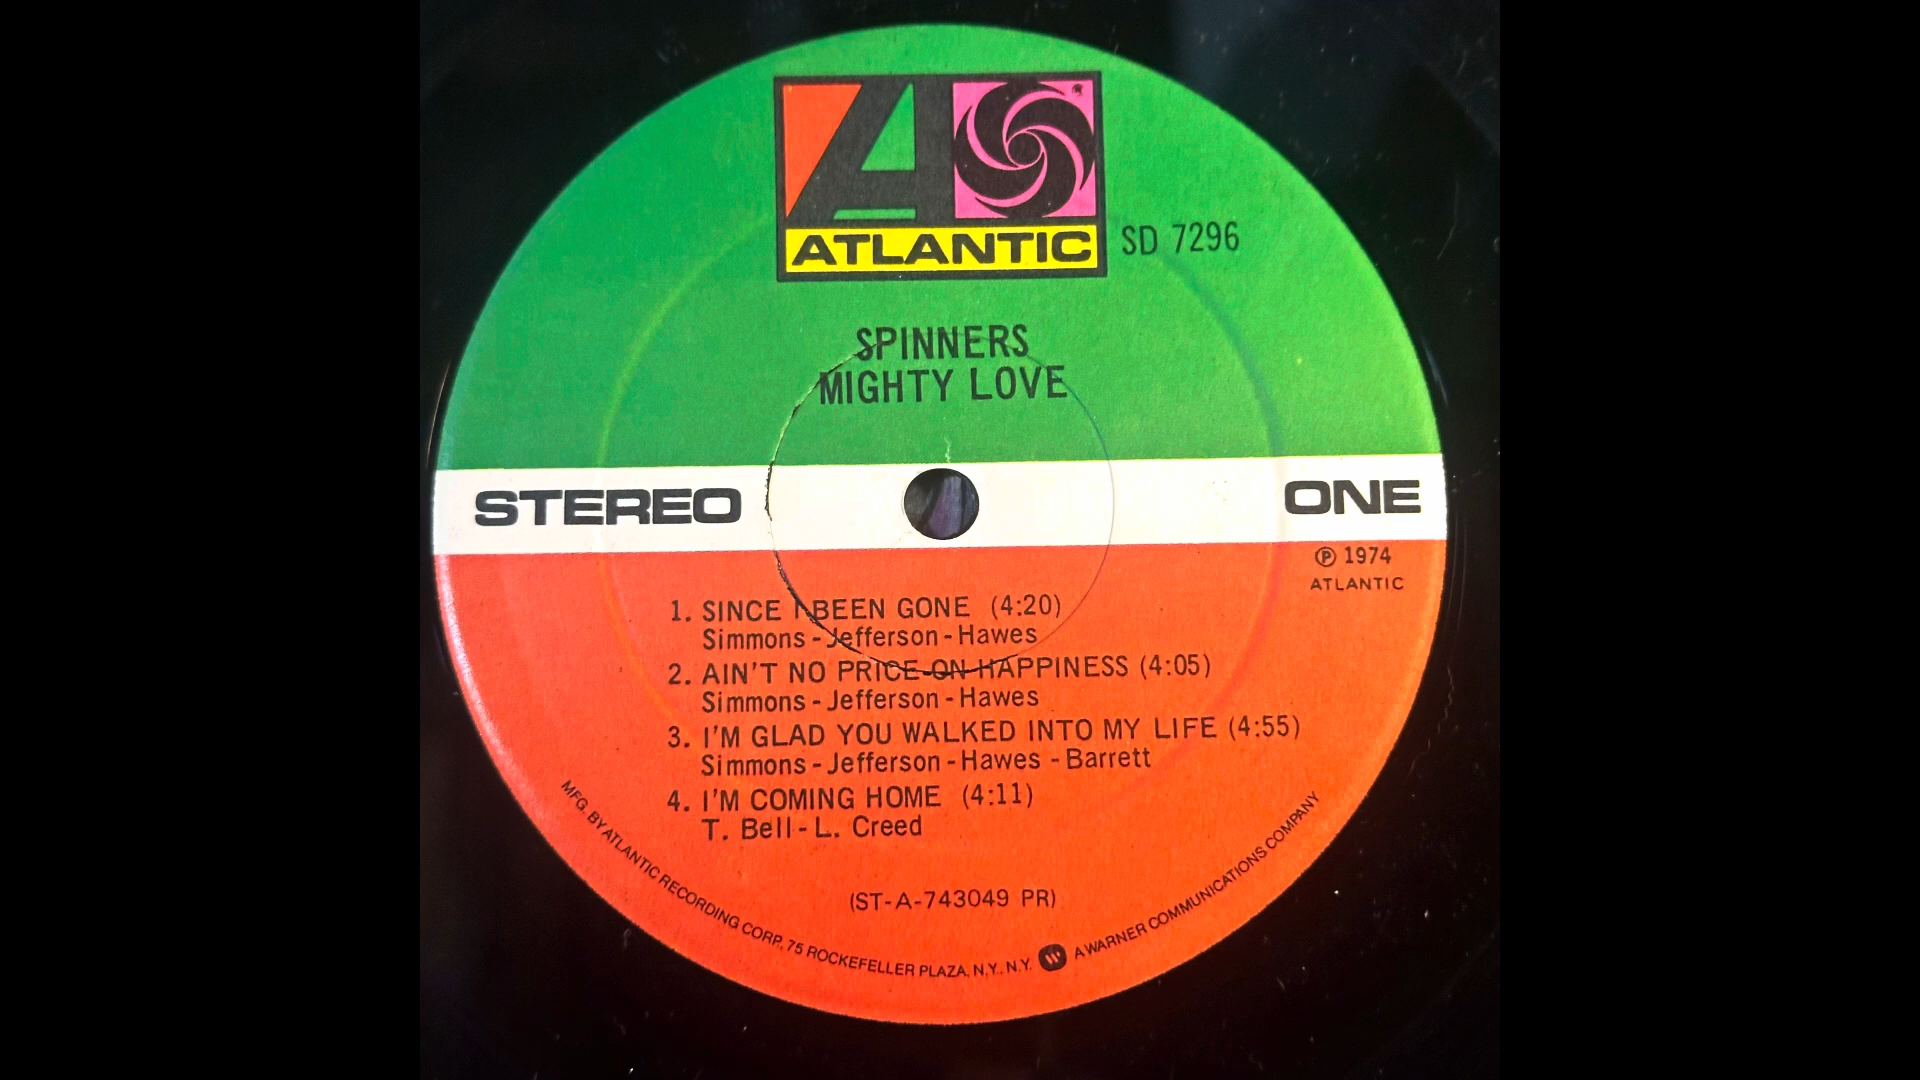 ATLANTIC
SD 7296
SPINNERS
MIGHTY LOVE
STEREO
ONE
℗ 1974
ATLANTIC
1. SINCE I BEEN GONE (4:20)
Simmons - Jefferson - Hawes
2. AIN'T NO PRICE ON HAPPINESS (4:05)
Simmons - Jefferson - Hawes
3. I'M GLAD YOU WALKED INTO MY LIFE (4:55)
Simmons - Jefferson - Hawes - Barrett
4. I'M COMING HOME (4:11)
T. Bell - L. Creed
(ST-A-743049 PR)
MFG. BY ATLANTIC RECORDING CORP., 75 ROCKEFELLER PLAZA, N.Y., N.Y. W A WARNER COMMUNICATIONS COMPANY